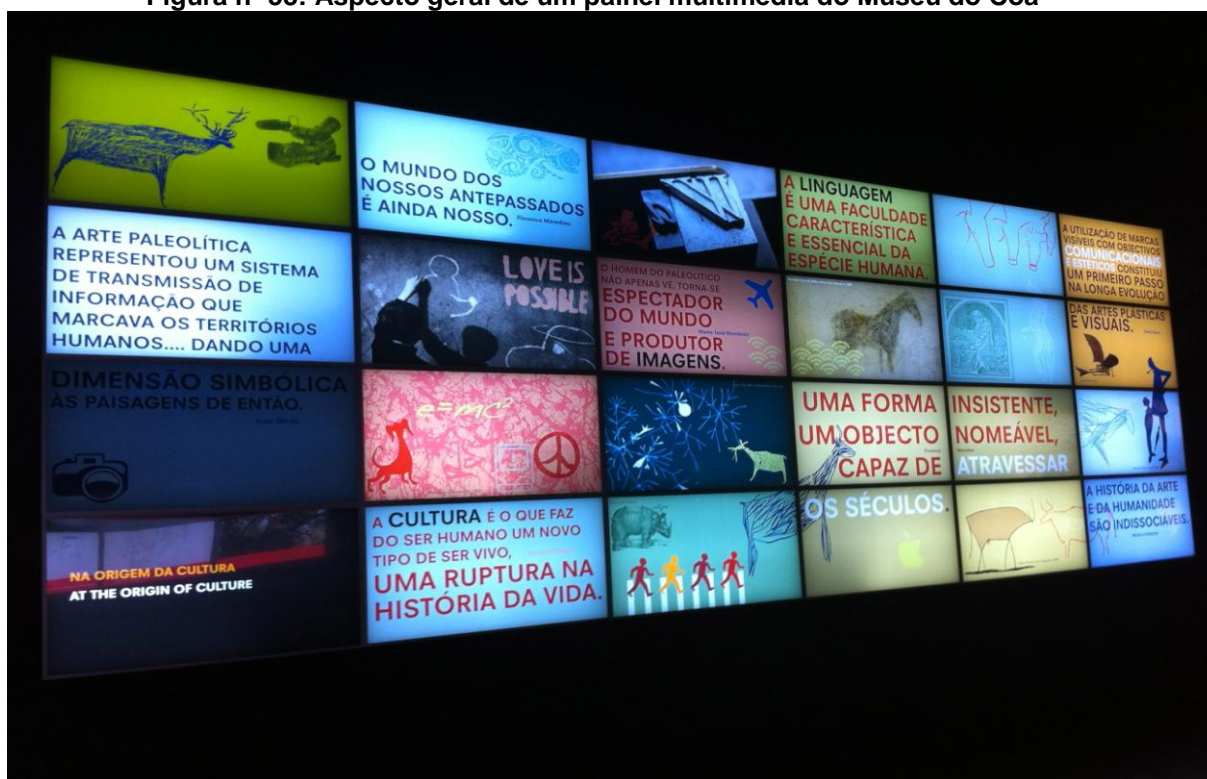 Figura nº Aspecto geral de um painel multimédia do Museu do Côa
O MUNDO DOS
NOSSOS ANTEPASSADOS
É AINDA NOSSO.
A LINGUAGEM
É UMA FACULDADE
CARACTERÍSTICA
E ESSENCIAL DA
ESPÉCIE HUMANA.
A UTILIZAÇÃO DE MARCAS
VISÍVEIS COM OBJECTIVOS
COMUNICACIONAIS
E ESTÉTICOS CONSTITUIU
UM PRIMEIRO PASSO
NA LONGA EVOLUÇÃO
DAS ARTES PLÁSTICAS
E VISUAIS.
A ARTE PALEOLÍTICA
REPRESENTOU UM SISTEMA
DE TRANSMISSÃO DE
INFORMAÇÃO QUE
MARCAVA OS TERRITÓRIOS
HUMANOS.... DANDO UMA
DIMENSÃO SIMBÓLICA
ÀS PAISAGENS DE ENTÃO.
LOVE IS
POSSIBLE
O HOMEM DO PALEOLÍTICO
NÃO APENAS VÊ, TORNA-SE
ESPECTADOR
DO MUNDO
E PRODUTOR
DE IMAGENS.
e=mc²
UMA FORMA
UM OBJECTO
CAPAZ DE
INSISTENTE,
NOMEÁVEL,
ATRAVESSAR
OS SÉCULOS.
NA ORIGEM DA CULTURA
AT THE ORIGIN OF CULTURE
A CULTURA É O QUE FAZ
DO SER HUMANO UM NOVO
TIPO DE SER VIVO,
UMA RUPTURA NA
HISTÓRIA DA VIDA.
A HISTÓRIA DA ARTE
E DA HUMANIDADE
SÃO INDISSOCIÁVEIS.